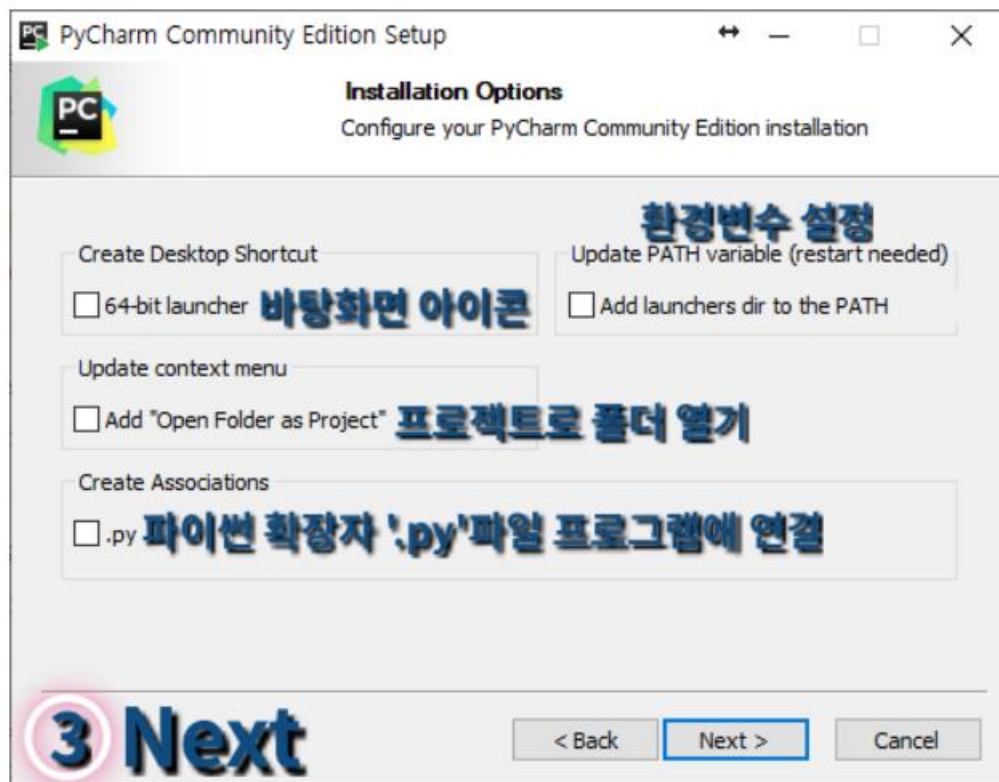 PyCharm Community Edition Setup
PC
Installation Options
Configure your PyCharm Community Edition installation
환경변수 설정
Create Desktop Shortcut
Update PATH variable (restart needed)
64-bit launcher 바탕화면 아이콘
Add launchers dir to the PATH
Update context menu
Add "Open Folder as Project" 프로젝트로 폴더 열기
Create Associations
.py 파이썬 확장자 '.py'파일 프로그램에 연결
3 Next
< Back
Next >
Cancel